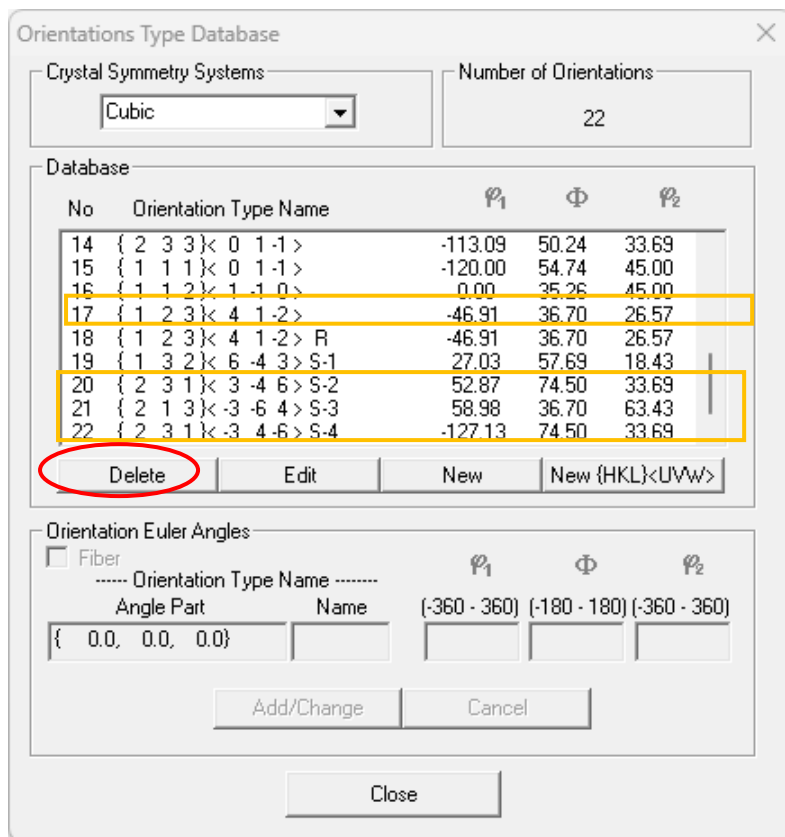 Orientations Type Database
Crystal Symmetry Systems
Cubic
Number of Orientations
22
Database
No Orientation Type Name φ1 Φ φ2
14 { 2 3 3}< 0 1 -1 > -113.09 50.24 33.69
15 { 1 1 1}< 0 1 -1 > -120.00 54.74 45.00
16 { 1 1 2}< 1 -1 0 > 0.00 35.26 45.00
17 { 1 2 3}< 4 1 -2> -46.91 36.70 26.57
18 { 1 2 3}< 4 1 -2> R -46.91 36.70 26.57
19 { 1 3 2}< 6 -4 3 > S-1 27.03 57.69 18.43
20 { 2 3 1}< 3 -4 6 > S-2 52.87 74.50 33.69
21 { 2 1 3}< -3 -6 4 > S-3 58.98 36.70 63.43
22 { 2 3 1}< -3 4 -6 > S-4 -127.13 74.50 33.69
Delete Edit New New {HKL}<UVW>
Orientation Euler Angles
Fiber
------ Orientation Type Name -------- φ1 Φ φ2
Angle Part Name (-360 - 360) (-180 - 180) (-360 - 360)
{ 0.0, 0.0, 0.0}
Add/Change Cancel
Close